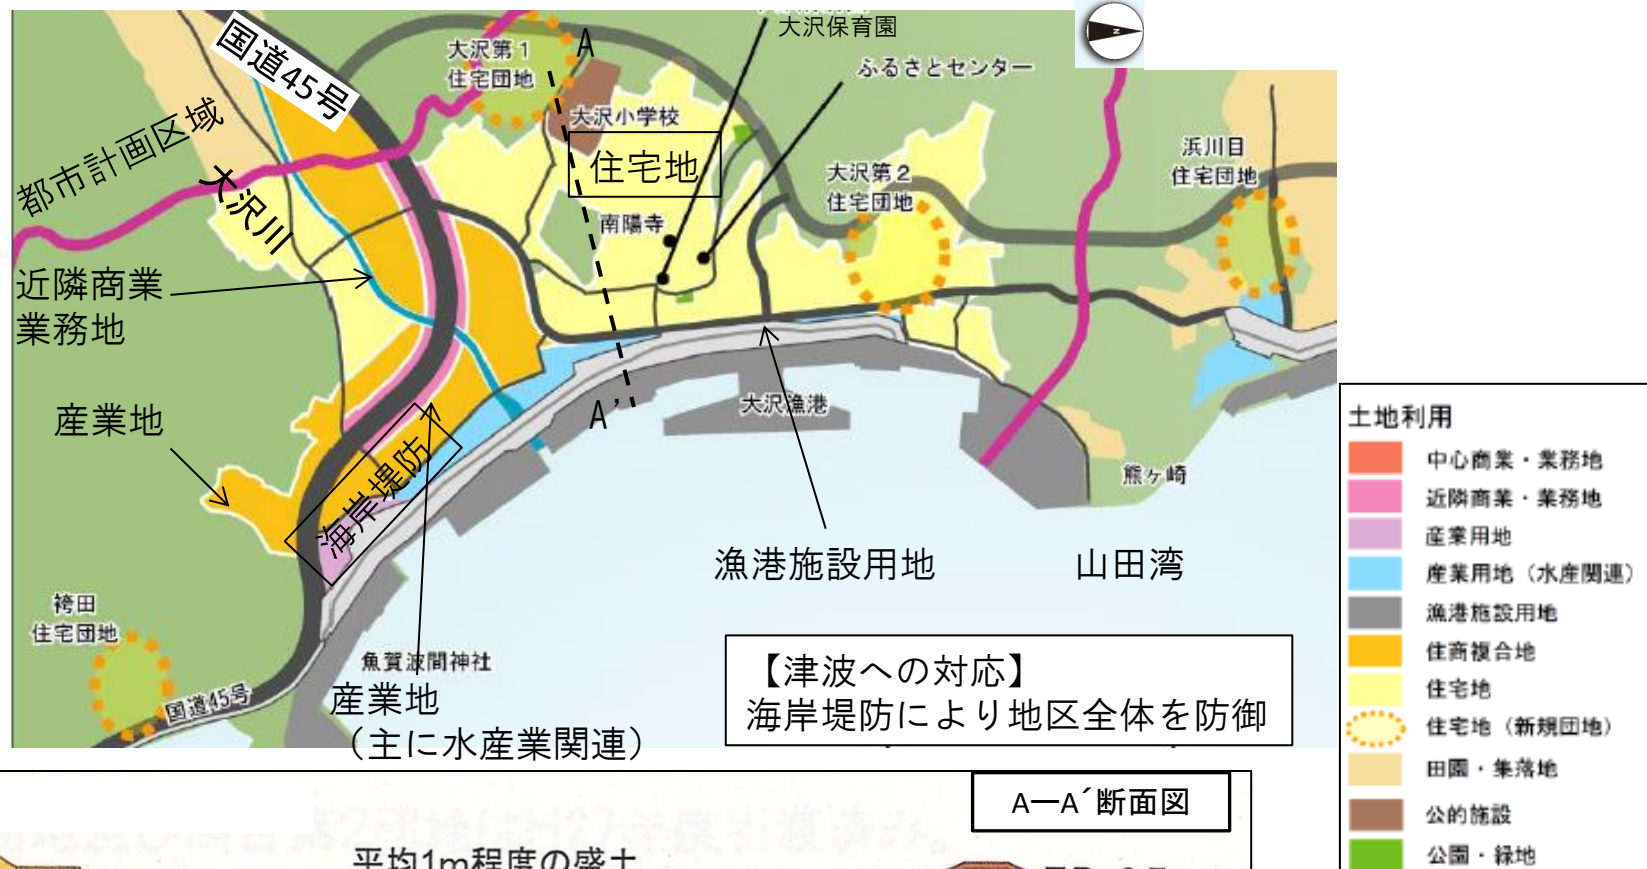 大沢保育園
ふるさとセンター
国道45号
大沢第1
住宅団地
A
大沢小学校
住宅地
都市計画区域
大沢川
南陽寺
大沢第2
住宅団地
浜川目
住宅団地
N
近隣商業
業務地
産業地
A’
大沢漁港
熊ヶ崎
海岸堤防
漁港施設用地
山田湾
袴田
住宅団地
国道45号
魚賀波間神社
産業地
（主に水産業関連）
【津波への対応】
海岸堤防により地区全体を防御
土地利用
中心商業・業務地
近隣商業・業務地
産業用地
産業用地（水産関連）
漁港施設用地
住商複合地
住宅地
住宅地（新規団地）
田園・集落地
公的施設
公園・緑地
A―A´断面図
平均1m程度の盛土